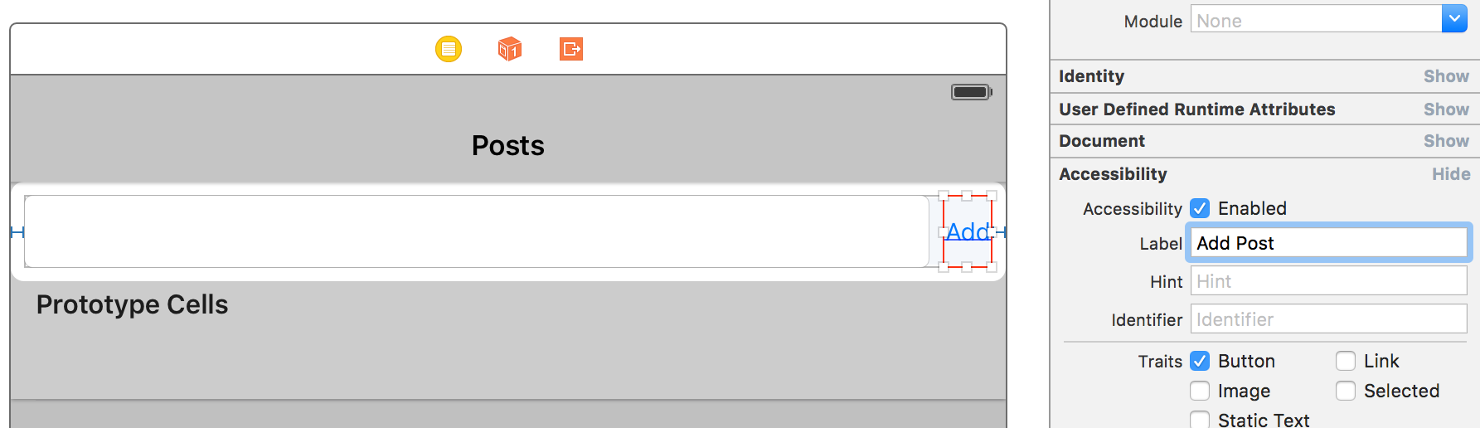 Module None
Identity Show
User Defined Runtime Attributes Show
Posts
Document Show
Accessibility Hide
Accessibility Enabled
Add
Label Add Post
Hint Hint
Prototype Cells
Identifier Identifier
Traits Button Link
Image Selected
Static Text